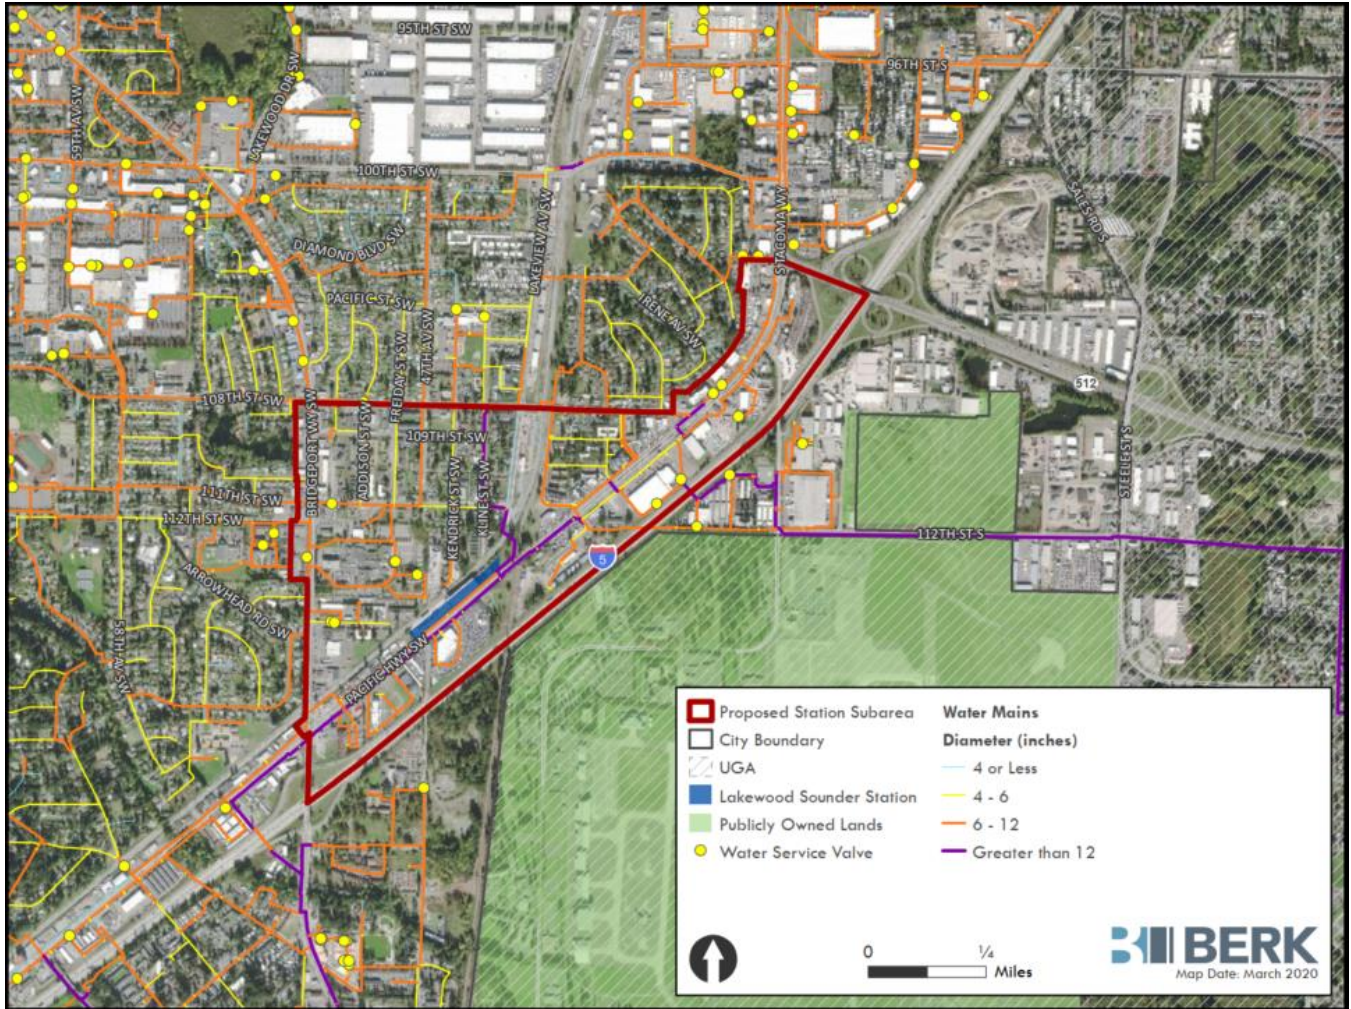 95TH ST SW
96TH ST S
59TH AV SW
LAKEWOOD DR SW
100TH ST SW
LAKEVIEW AV SW
S TACOMA WY
SALES RD S
DIAMOND BLVD SW
PACIFIC ST SW
IRENE AV SW
FREIDAY ST SW
47TH AV SW
512
108TH ST SW
BRIDGEPORT WY SW
ADDISON ST SW
109TH ST SW
KENDRICK ST SW
KLINE ST SW
STEELE ST S
111TH ST SW
112TH ST SW
112TH ST S
5
ARROWHEAD RD SW
58TH AV SW
PACIFIC HWY SW
Proposed Station Subarea
City Boundary
UGA
Lakewood Sounder Station
Publicly Owned Lands
Water Service Valve
Water Mains
Diameter (inches)
4 or Less
4 - 6
6 - 12
Greater than 12
0 ¼
Miles
BERK
Map Date: March 2020